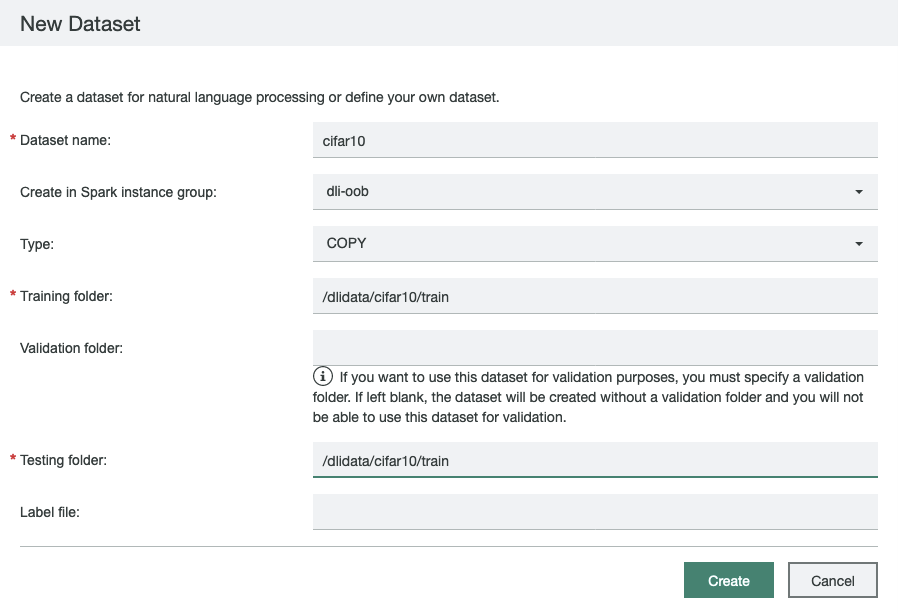 New Dataset
Create a dataset for natural language processing or define your own dataset.
* Dataset name: cifar10
Create in Spark instance group: dli-oob
Type: COPY
* Training folder: /dlidata/cifar10/train
Validation folder:
If you want to use this dataset for validation purposes, you must specify a validation
folder. If left blank, the dataset will be created without a validation folder and you will not
be able to use this dataset for validation.
* Testing folder: /dlidata/cifar10/train
Label file:
Create Cancel